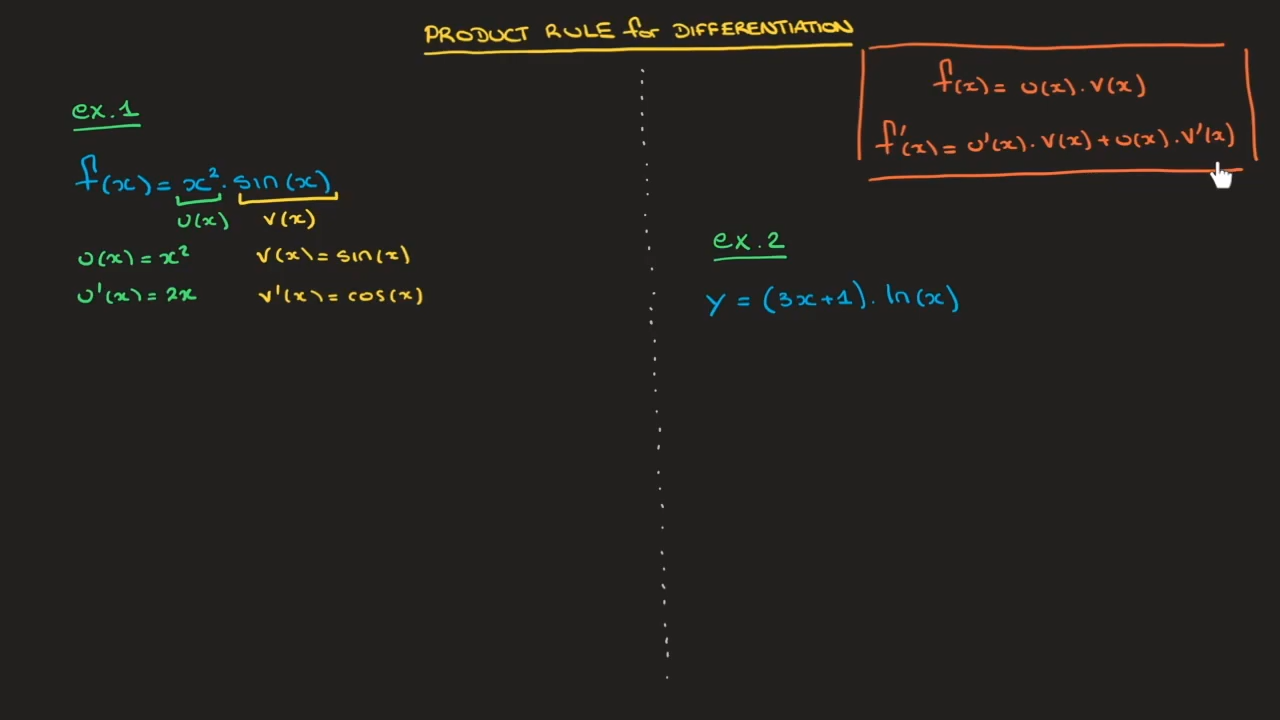 PRODUCT RULE for DIFFERENTIATION
f(x) = u(x) . v(x)
f'(x) = u'(x) . v(x) + u(x) . v'(x)
ex.1
f(x) = x² . sin(x)
u(x) v(x)
u(x) = x² v(x) = sin(x)
u'(x) = 2x v'(x) = cos(x)
ex.2
y = (3x+1) . ln(x)